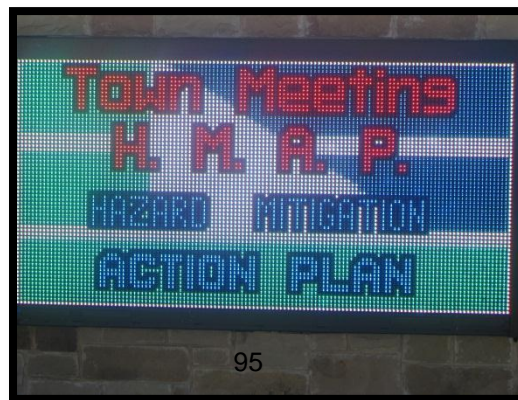 Town Meeting
H. M. A. P.
HAZARD MITIGATION
ACTION PLAN
95